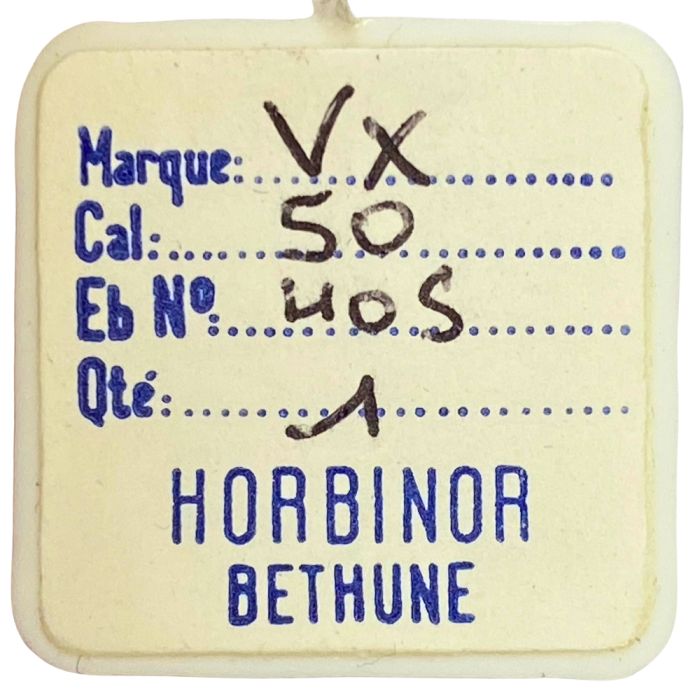 Marque: VX
Cal: 50
Eb Nº: 405
Qté: 1
HORBINOR
BETHUNE